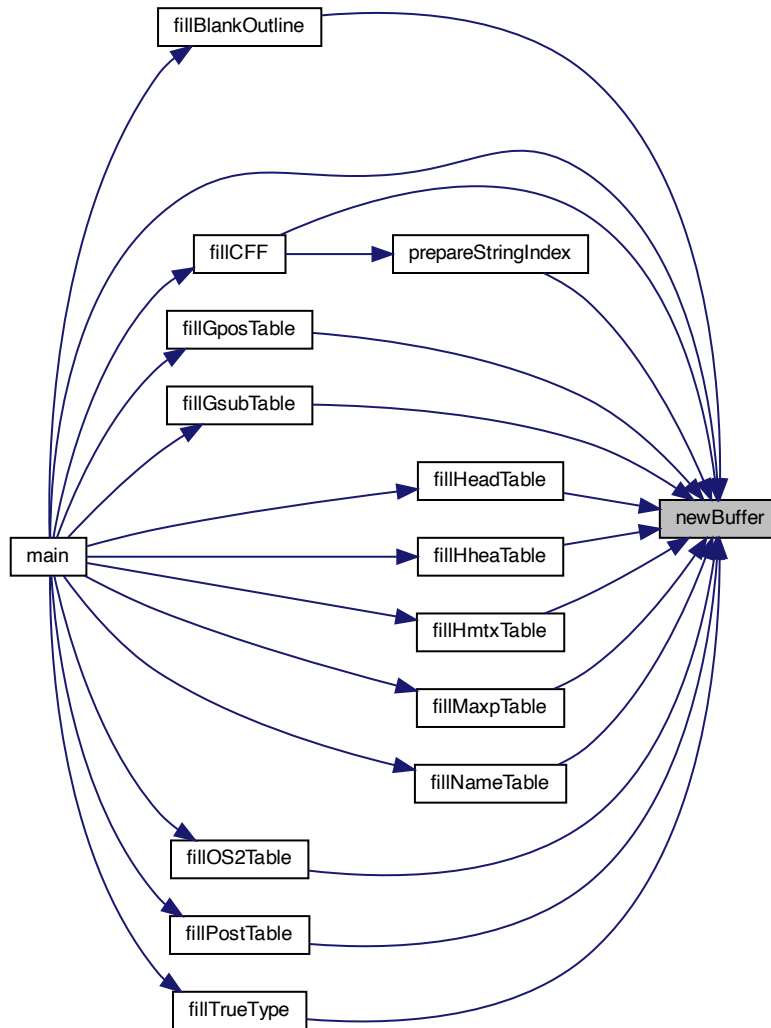 fillBlankOutline
fillCFF
prepareStringIndex
fillGposTable
fillGsubTable
fillHeadTable
newBuffer
main
fillHheaTable
fillHmtxTable
fillMaxpTable
fillNameTable
fillOS2Table
fillPostTable
fillTrueType